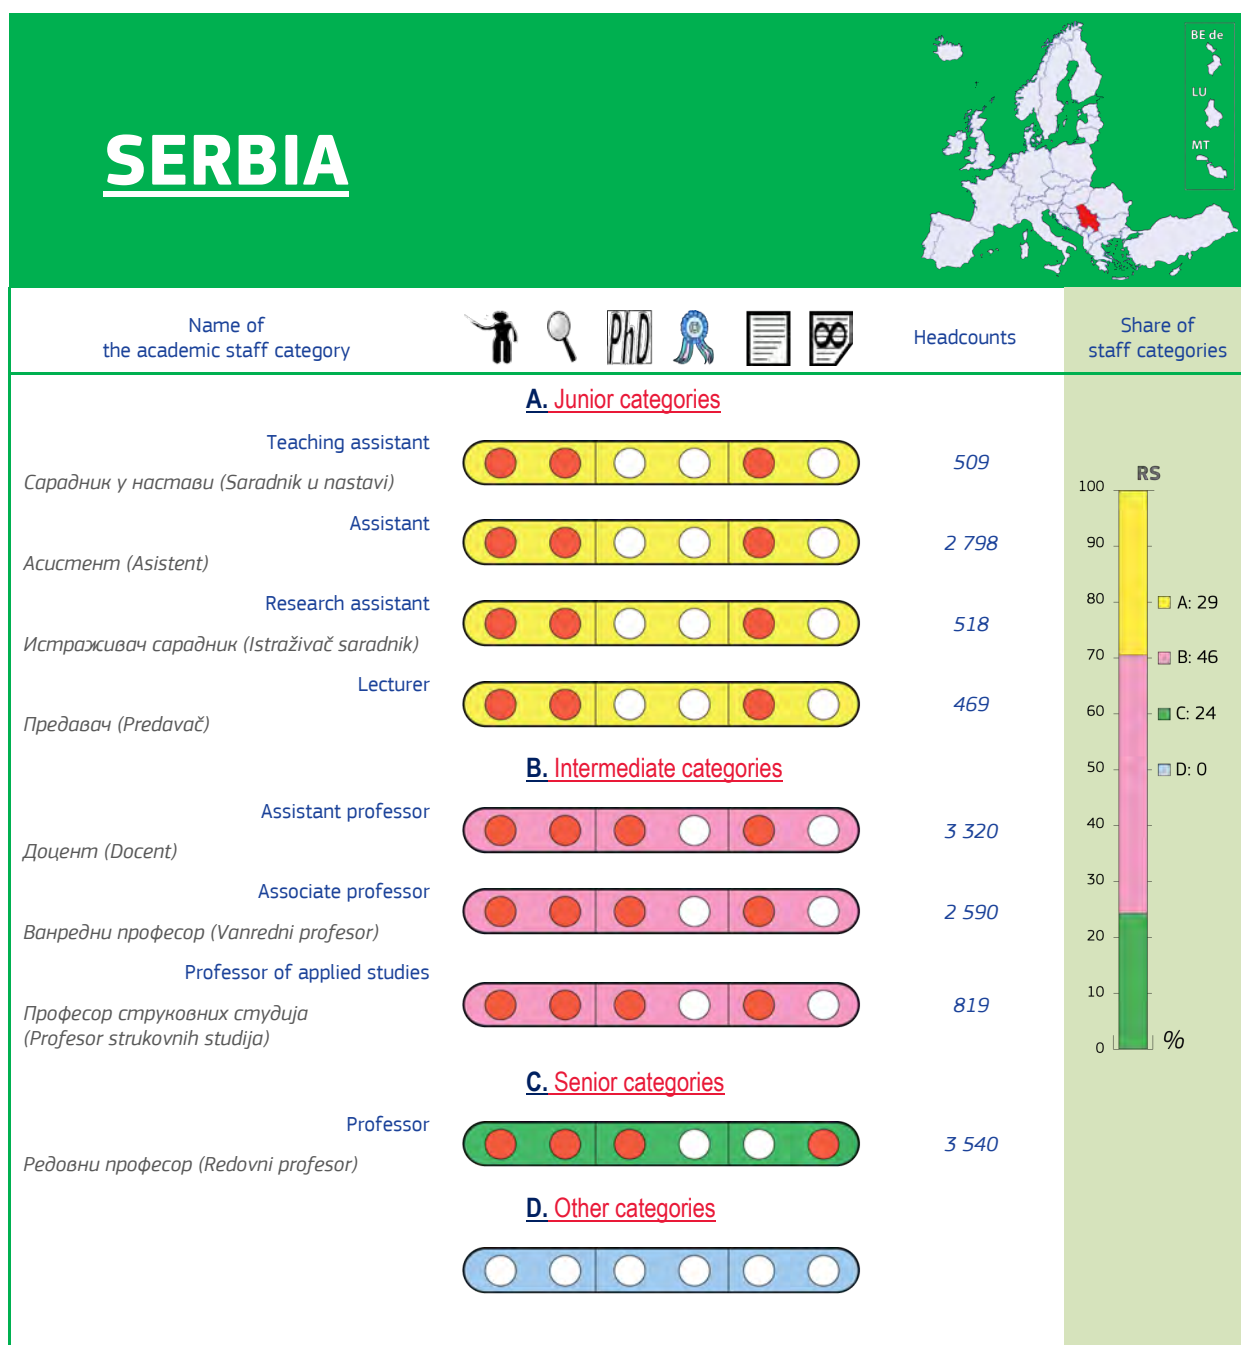 BE de
LU
MT
SERBIA
Name of
the academic staff category
PhD
∞
Headcounts
Share of
staff categories
A. Junior categories
Teaching assistant
Сарадник у настави (Saradnik u nastavi)
509
Assistant
Асистент (Asistent)
2 798
Research assistant
Истраживач сарадник (Istraživač saradnik)
518
Lecturer
Предавач (Predavač)
469
B. Intermediate categories
Assistant professor
Доцент (Docent)
3 320
Associate professor
Ванредни професор (Vanredni profesor)
2 590
Professor of applied studies
Професор струковних студија
(Profesor strukovnih studija)
819
C. Senior categories
Professor
Редовни професор (Redovni profesor)
3 540
D. Other categories
RS
100
90
80
70
60
50
40
30
20
10
0
%
A: 29
B: 46
C: 24
D: 0